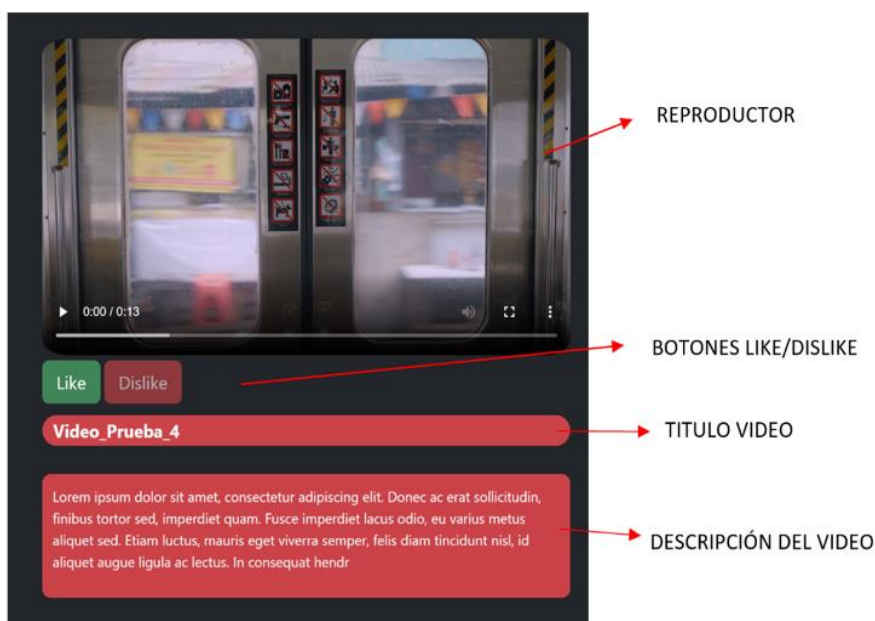 REPRODUCTOR
0:00 / 0:13
BOTONES LIKE/DISLIKE
Like
Dislike
Video_Prueba_4
TITULO VIDEO
Lorem ipsum dolor sit amet, consectetur adipiscing elit. Donec ac erat sollicitudin,
finibus tortor sed, imperdiet quam. Fusce imperdiet lacus odio, eu varius metus
aliquet sed. Etiam luctus, mauris eget viverra semper, felis diam tincidunt nisl, id
aliquet augue ligula ac lectus. In consequat hendr
DESCRIPCIÓN DEL VIDEO